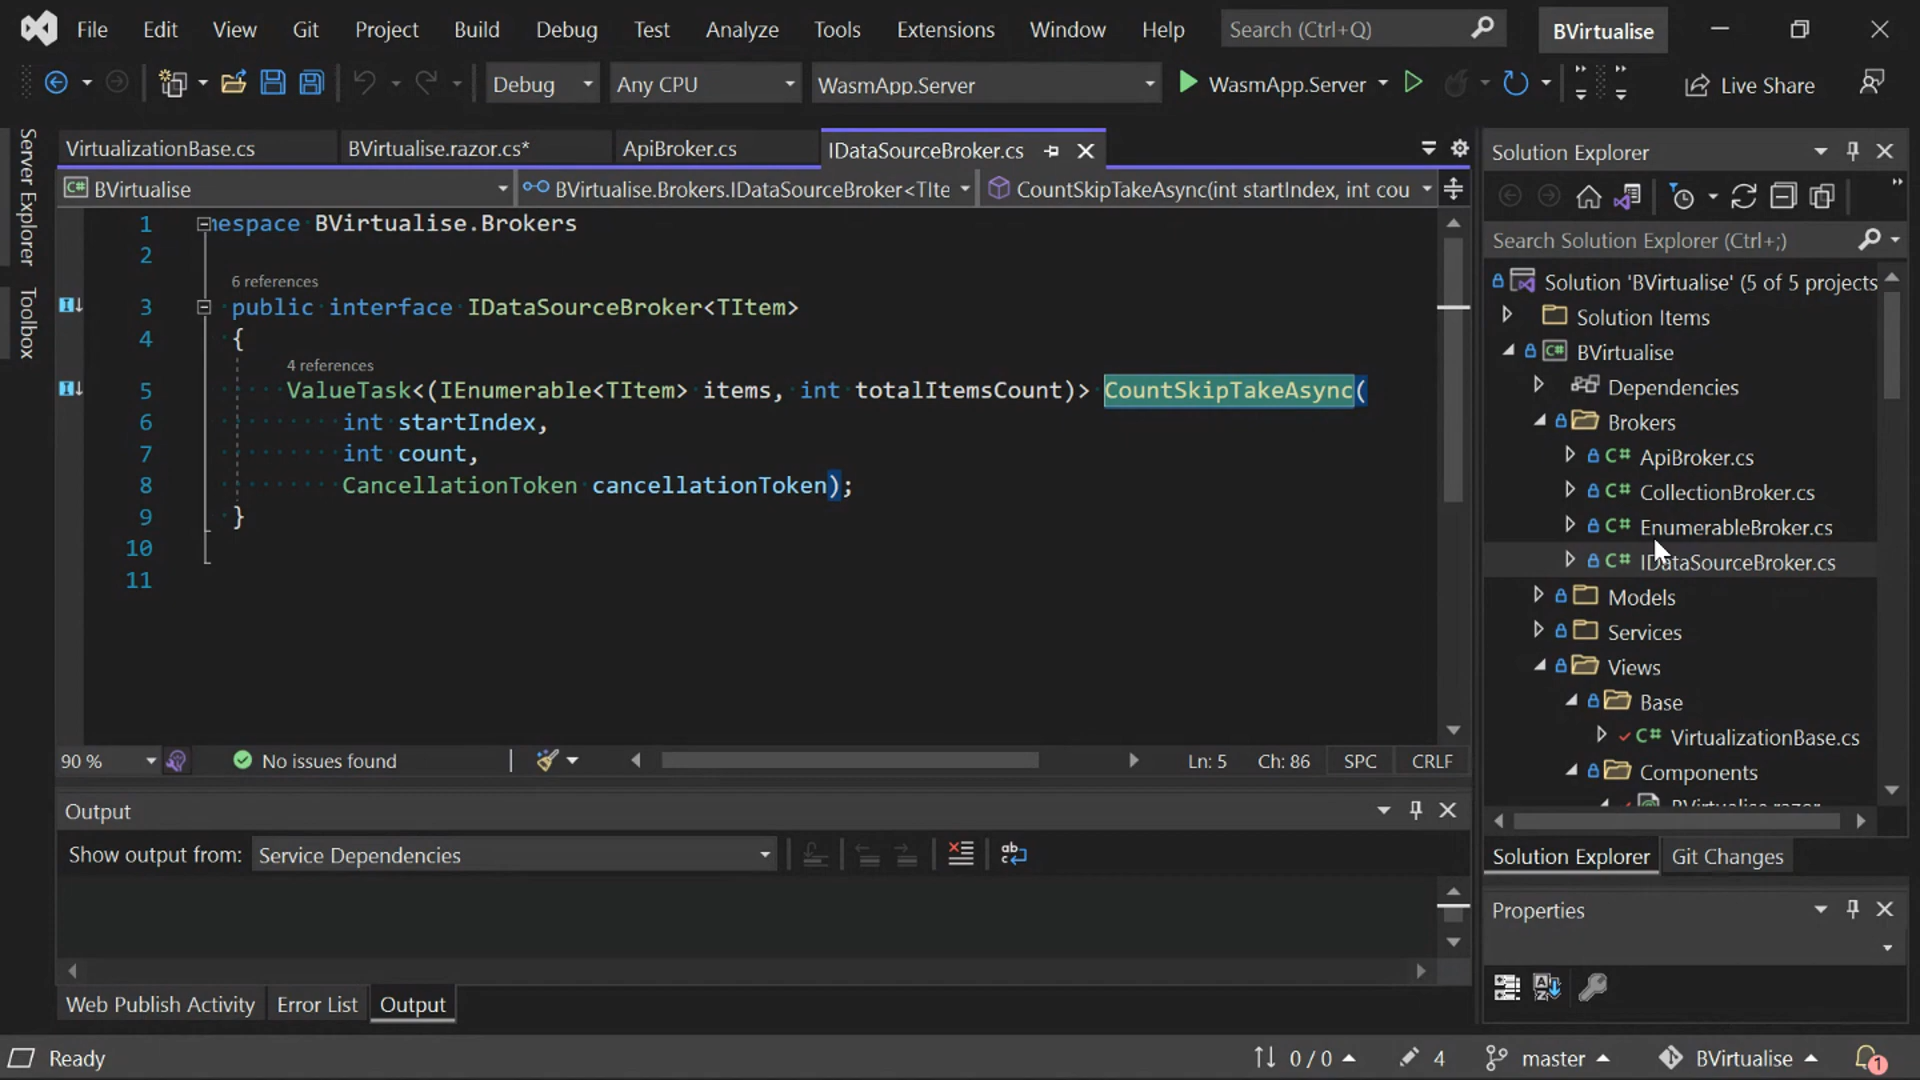 File Edit View Git Project Build Debug Test Analyze Tools Extensions Window Help Search (Ctrl+Q) BVirtualise
Debug Any CPU WasmApp.Server WasmApp.Server Live Share
Server Explorer
Toolbox
VirtualizationBase.cs BVirtualise.razor.cs* ApiBroker.cs IDataSourceBroker.cs
BVirtualise BVirtualise.Brokers.IDataSourceBroker<TIte CountSkipTakeAsync(int startIndex, int cou
1 mespace BVirtualise.Brokers
2
6 references
3 public interface IDataSourceBroker<TItem>
4 {
4 references
5 ValueTask<(IEnumerable<TItem> items, int totalItemsCount)> CountSkipTakeAsync(
6 int startIndex,
7 int count,
8 CancellationToken cancellationToken);
9 }
10
11
90 % No issues found Ln: 5 Ch: 86 SPC CRLF
Output
Show output from: Service Dependencies
Web Publish Activity Error List Output
Solution Explorer
Search Solution Explorer (Ctrl+;)
Solution 'BVirtualise' (5 of 5 projects
Solution Items
C# BVirtualise
Dependencies
Brokers
C# ApiBroker.cs
C# CollectionBroker.cs
C# EnumerableBroker.cs
C# IDataSourceBroker.cs
Models
Services
Views
Base
C# VirtualizationBase.cs
Components
BVirtualise.razor
Solution Explorer Git Changes
Properties
Ready 0 / 0 4 master BVirtualise 1